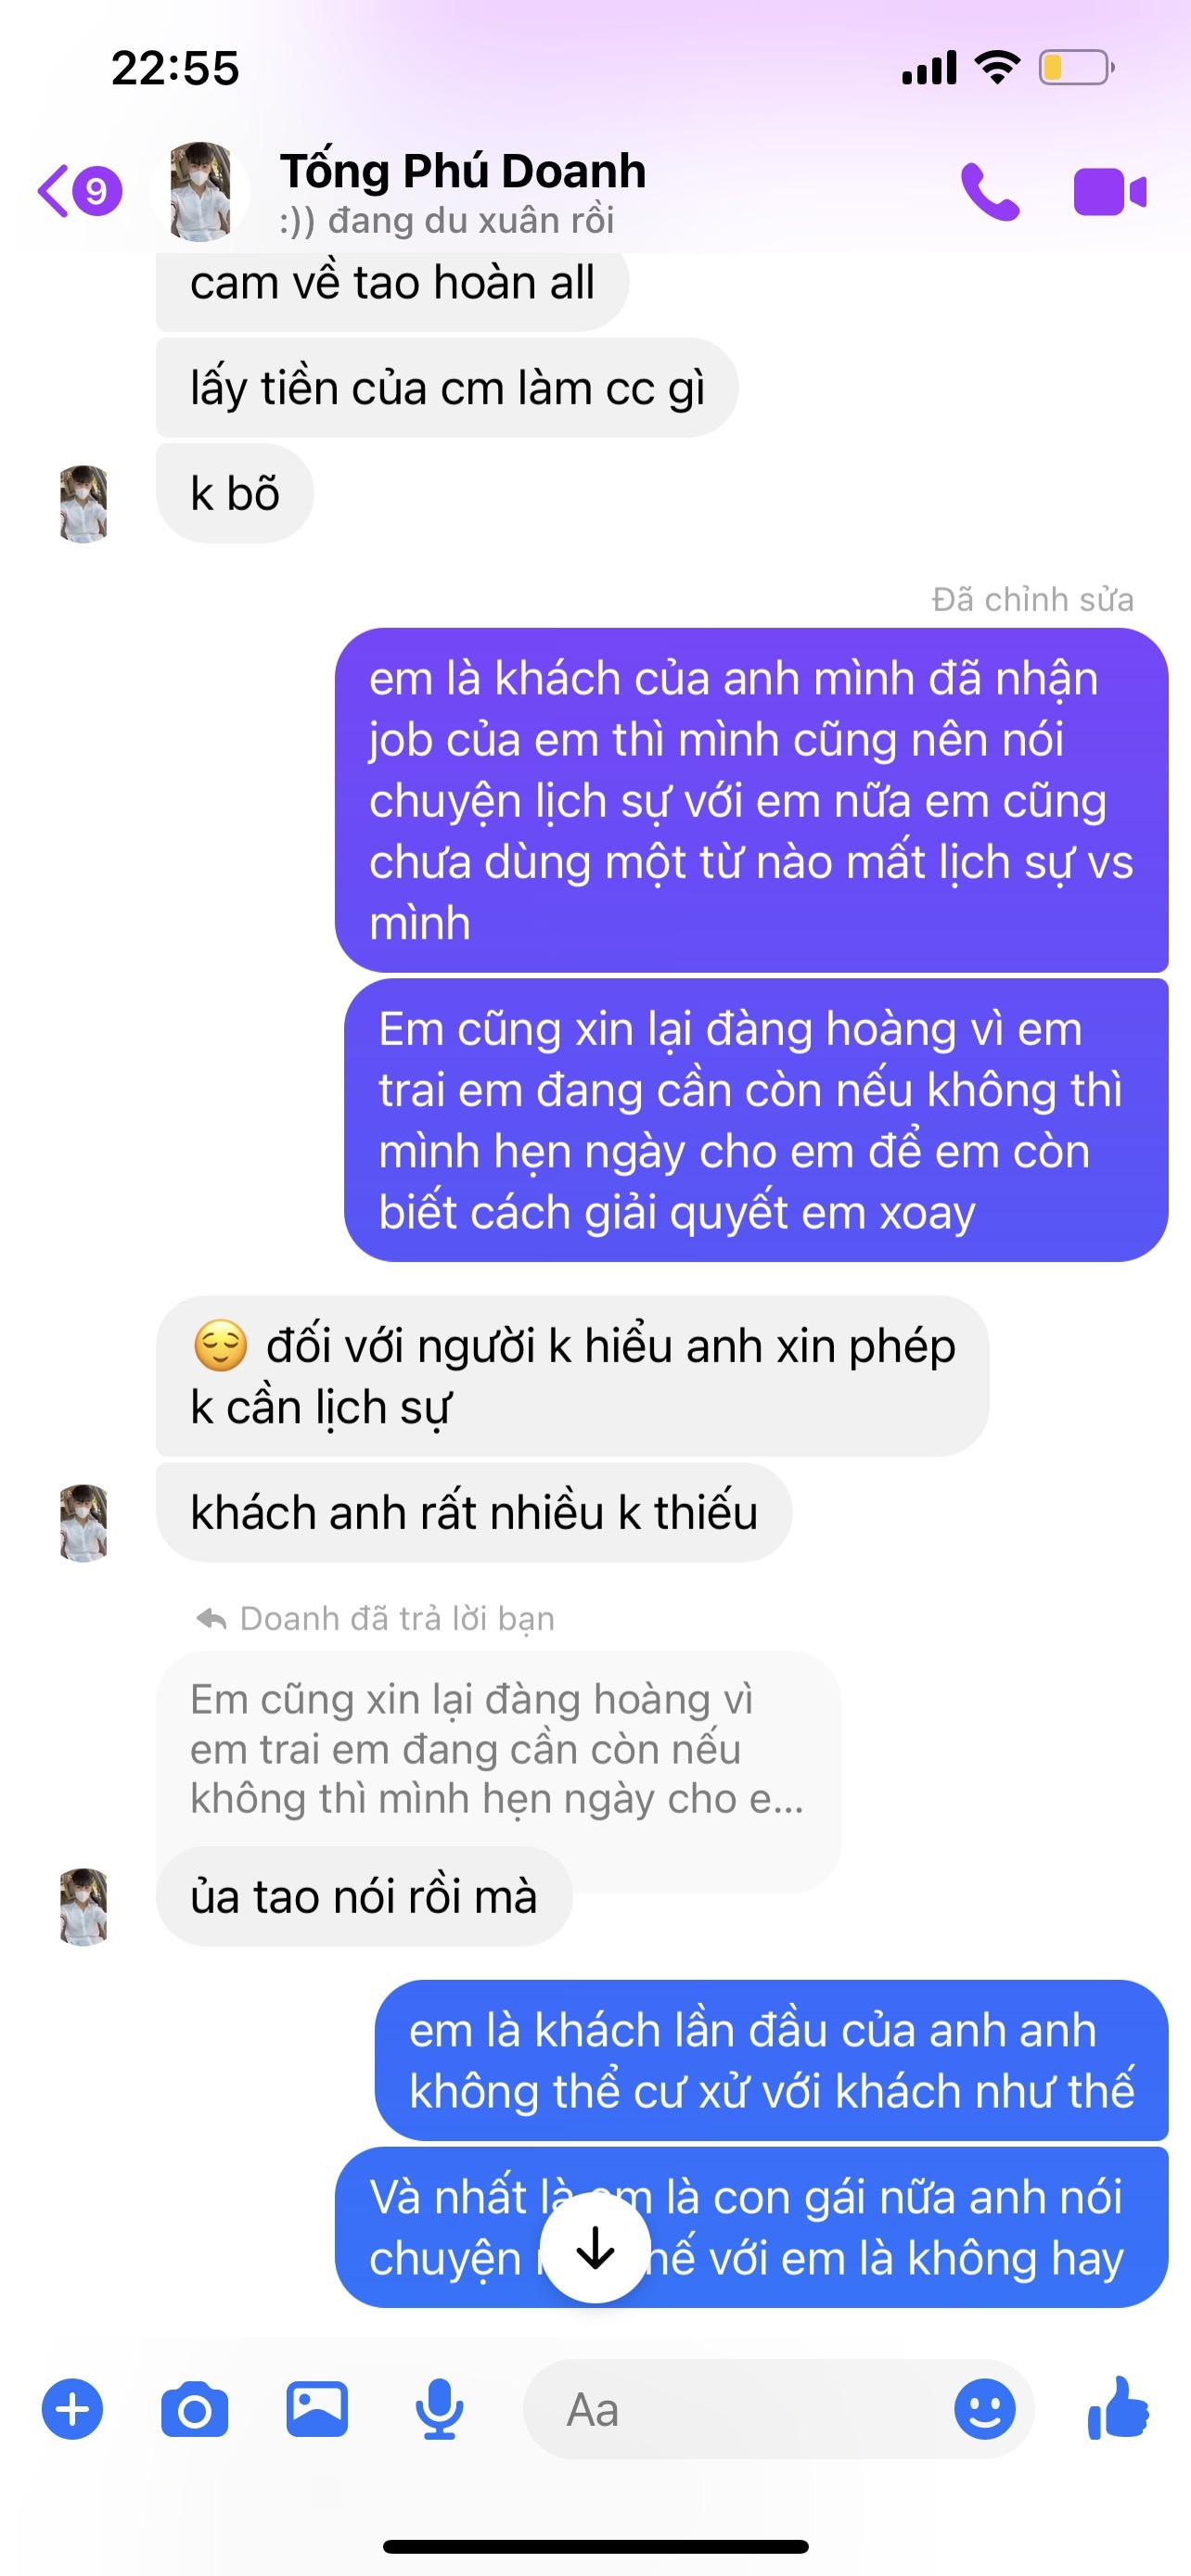 22:55
9
Tống Phú Doanh
:)) đang du xuân rồi
cam về tao hoàn all
lấy tiền của cm làm cc gì
k bõ
Đã chỉnh sửa
em là khách của anh mình đã nhận
job của em thì mình cũng nên nói
chuyện lịch sự với em nữa em cũng
chưa dùng một từ nào mất lịch sự vs
mình
Em cũng xin lại đàng hoàng vì em
trai em đang cần còn nếu không thì
mình hẹn ngày cho em để em còn
biết cách giải quyết em xoay
😌 đối với người k hiểu anh xin phép
k cần lịch sự
khách anh rất nhiều k thiếu
Doanh đã trả lời bạn
Em cũng xin lại đàng hoàng vì
em trai em đang cần còn nếu
không thì mình hẹn ngày cho e...
ủa tao nói rồi mà
em là khách lần đầu của anh anh
không thể cư xử với khách như thế
Và nhất là em là con gái nữa anh nói
chuyện với em là không hay
Aa